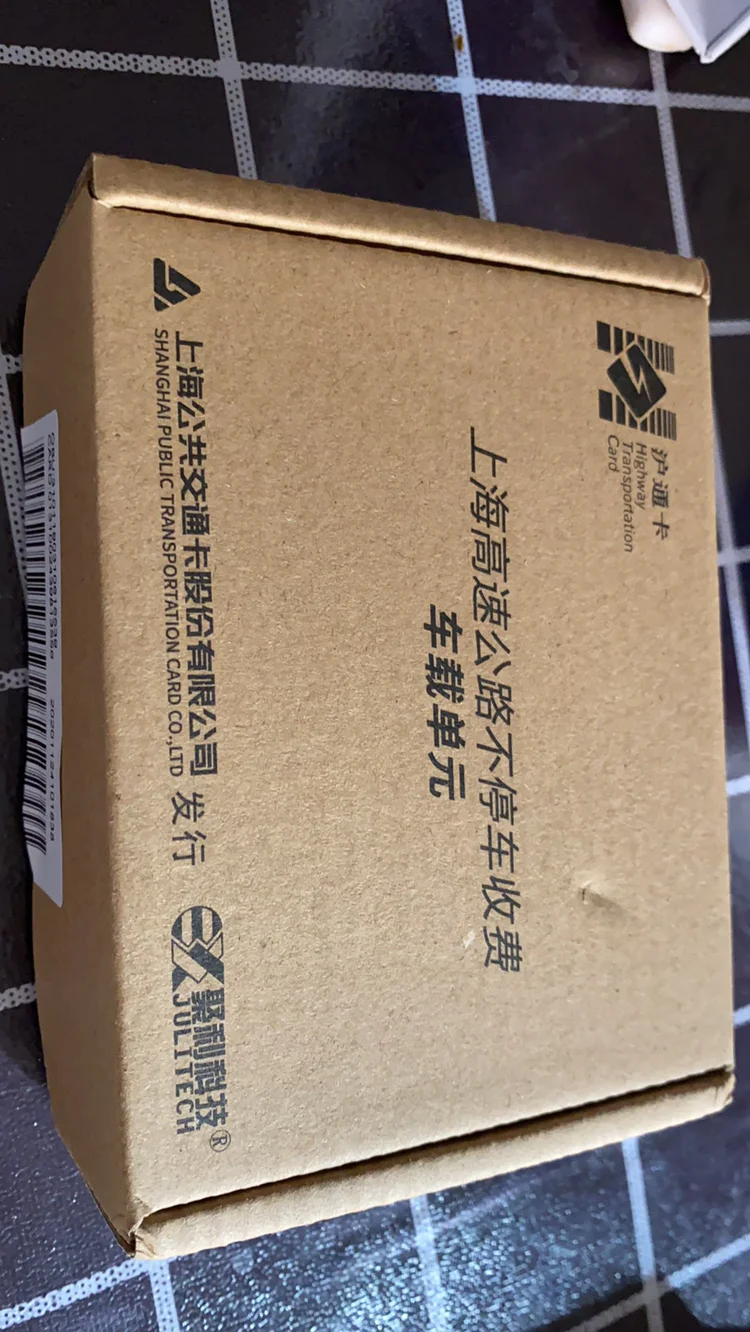 沪通卡
Highway
Transportation
Card
上海高速公路不停车收费
车载单元
上海公共交通卡股份有限公司 发行
SHANGHAI PUBLIC TRANSPORTATION CARD CO.,LTD
聚利科技®
JULITECH
20201124101838